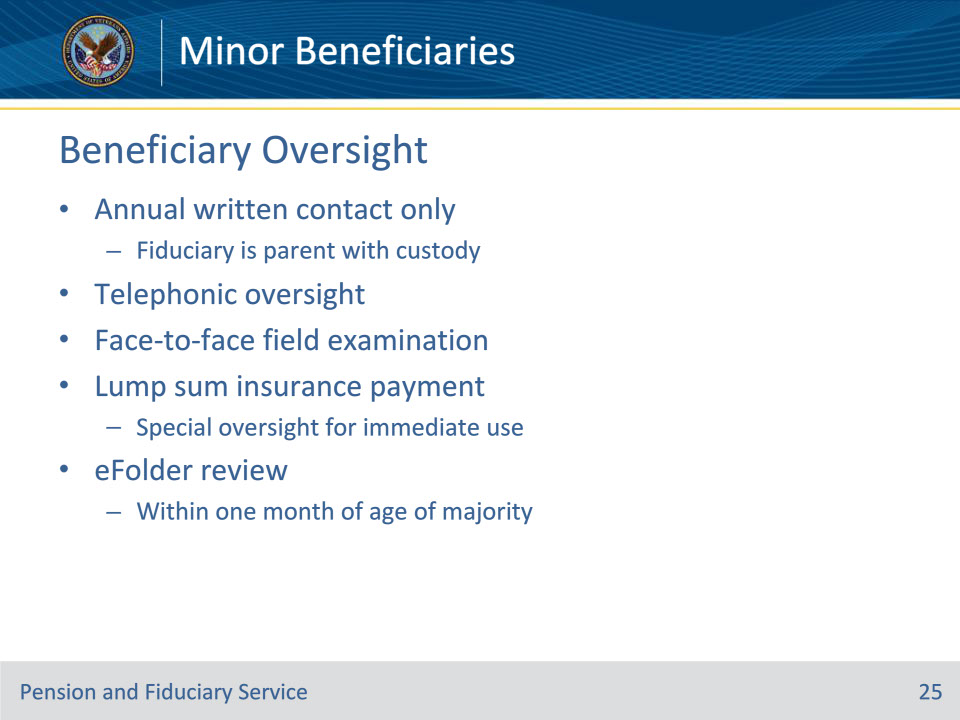 Minor Beneficiaries
Beneficiary Oversight
• Annual written contact only
– Fiduciary is parent with custody
• Telephonic oversight
• Face-to-face field examination
• Lump sum insurance payment
– Special oversight for immediate use
• eFolder review
– Within one month of age of majority
Pension and Fiduciary Service
25